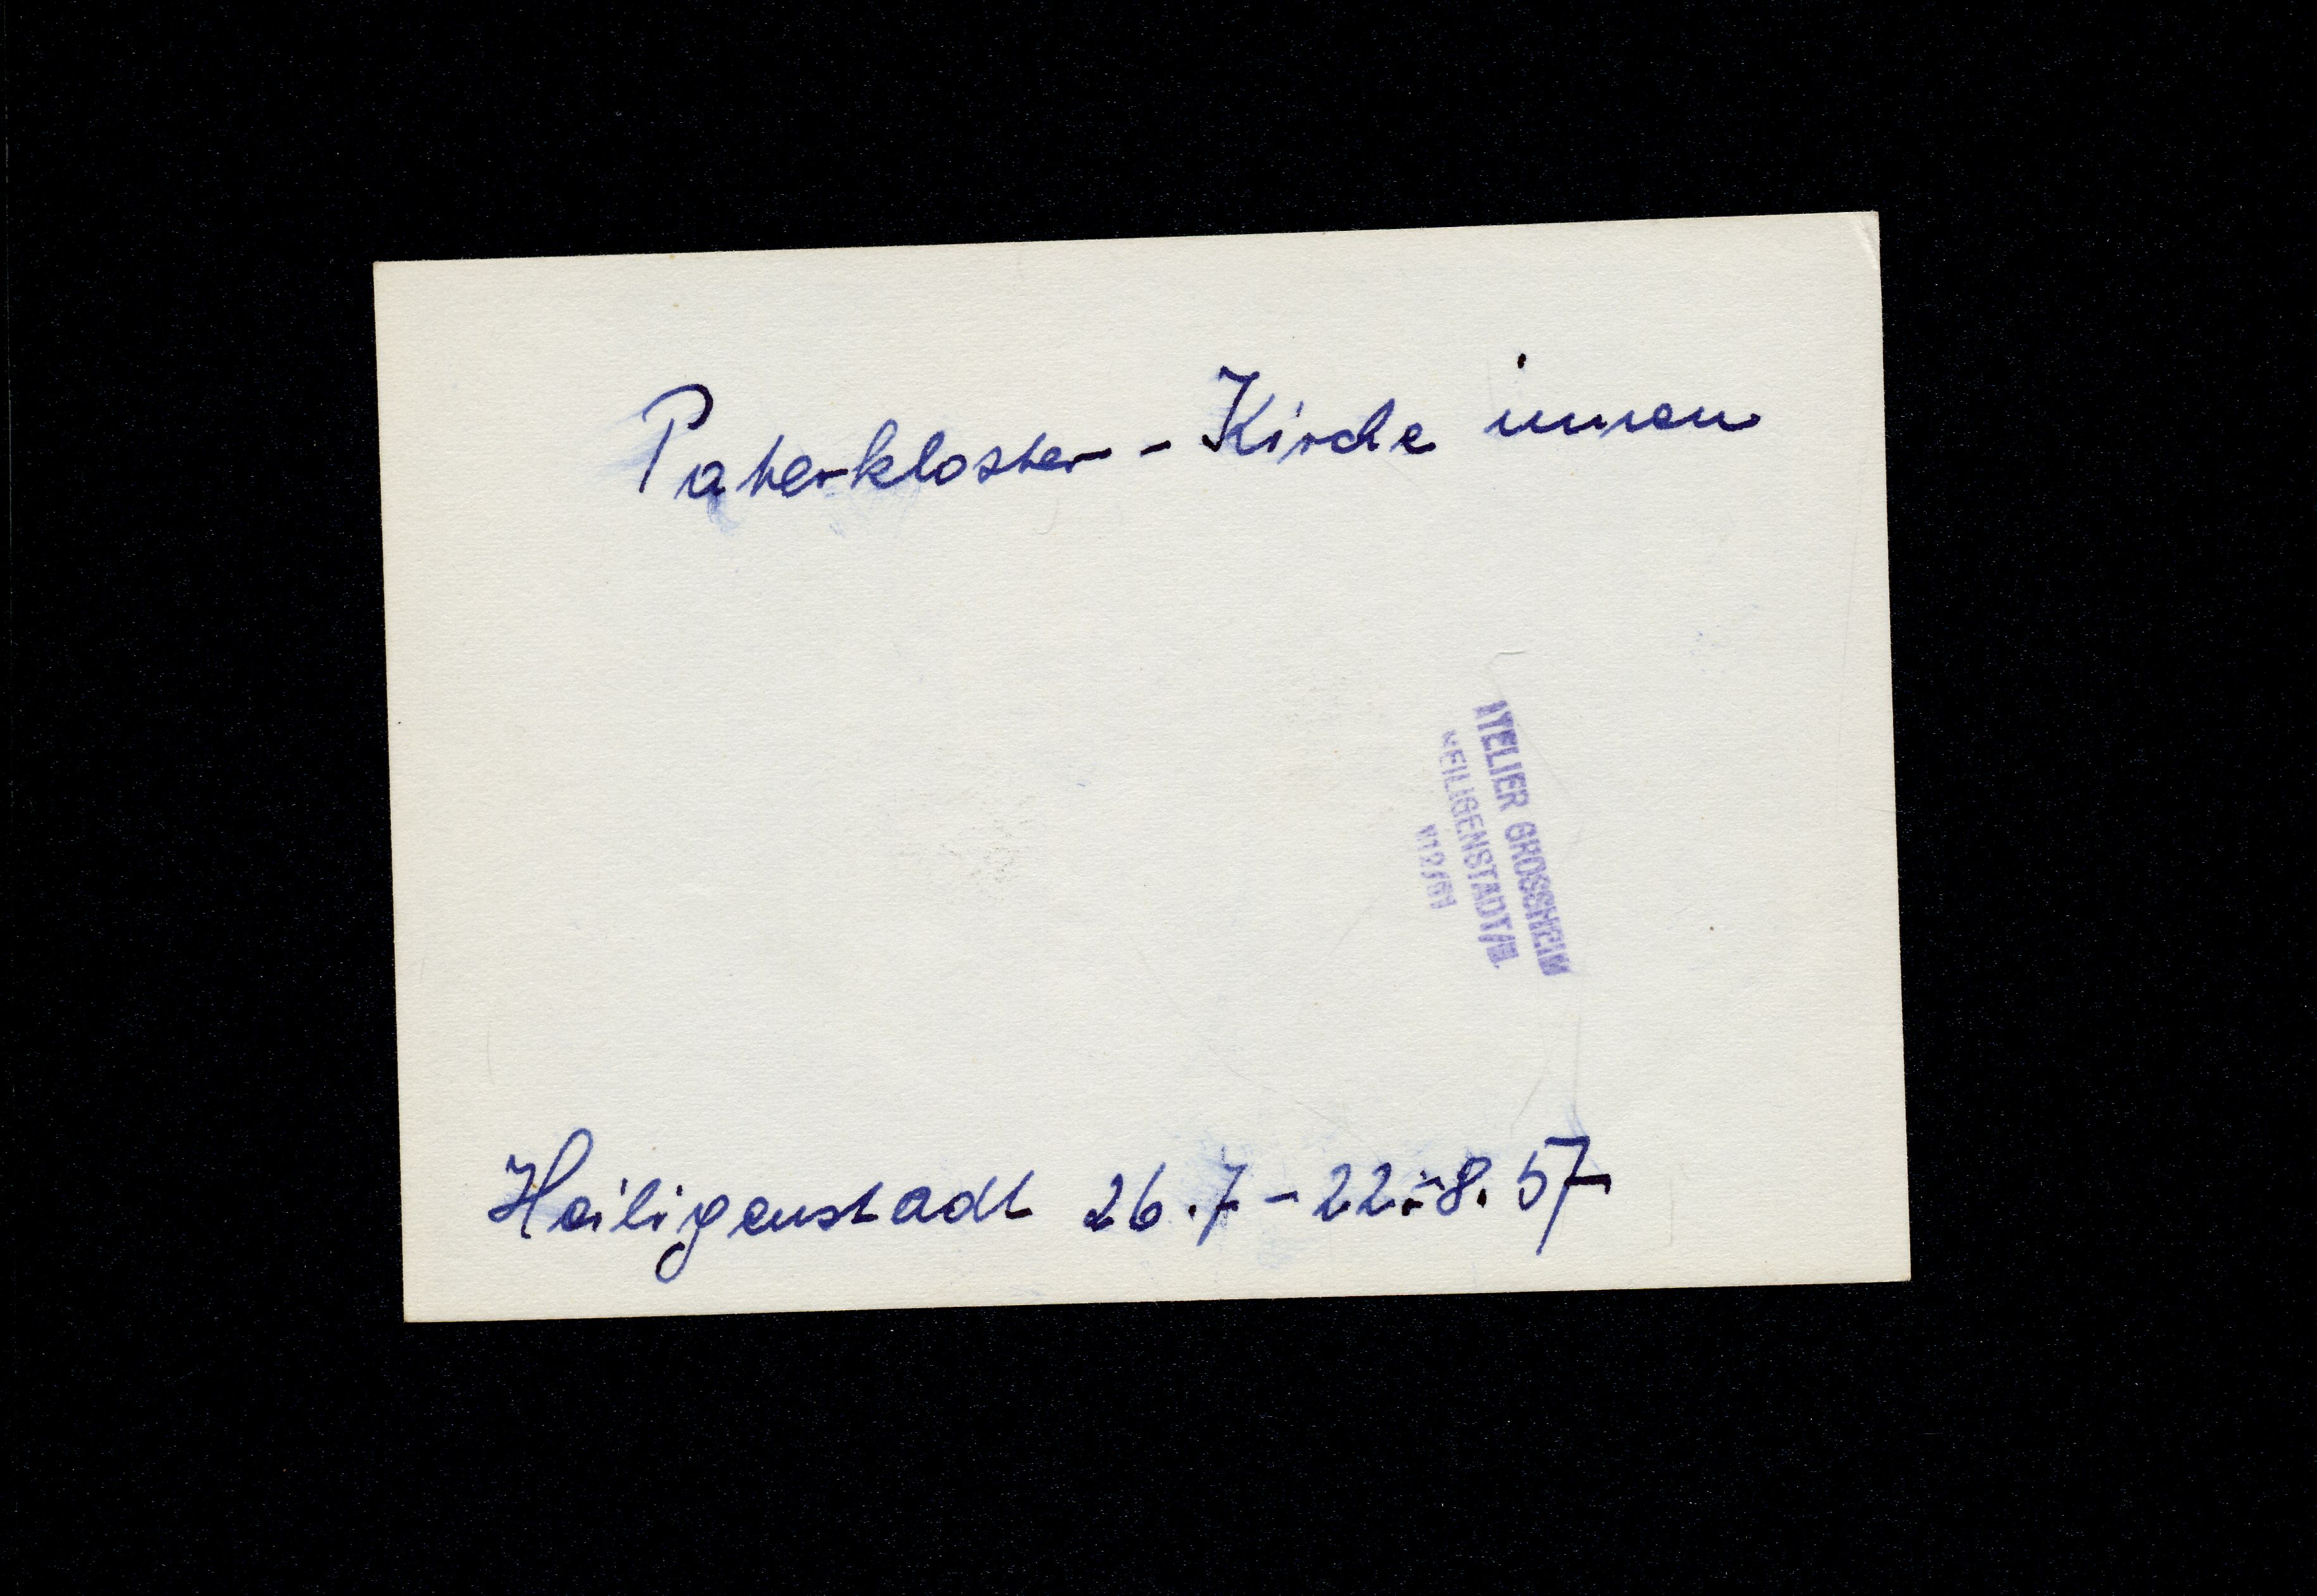 Paterkloster - Kirche innen
ATELIER GROSSHEIM
HEILIGENSTADT/E.
Heiligenstadt 26.7 - 22.8.57